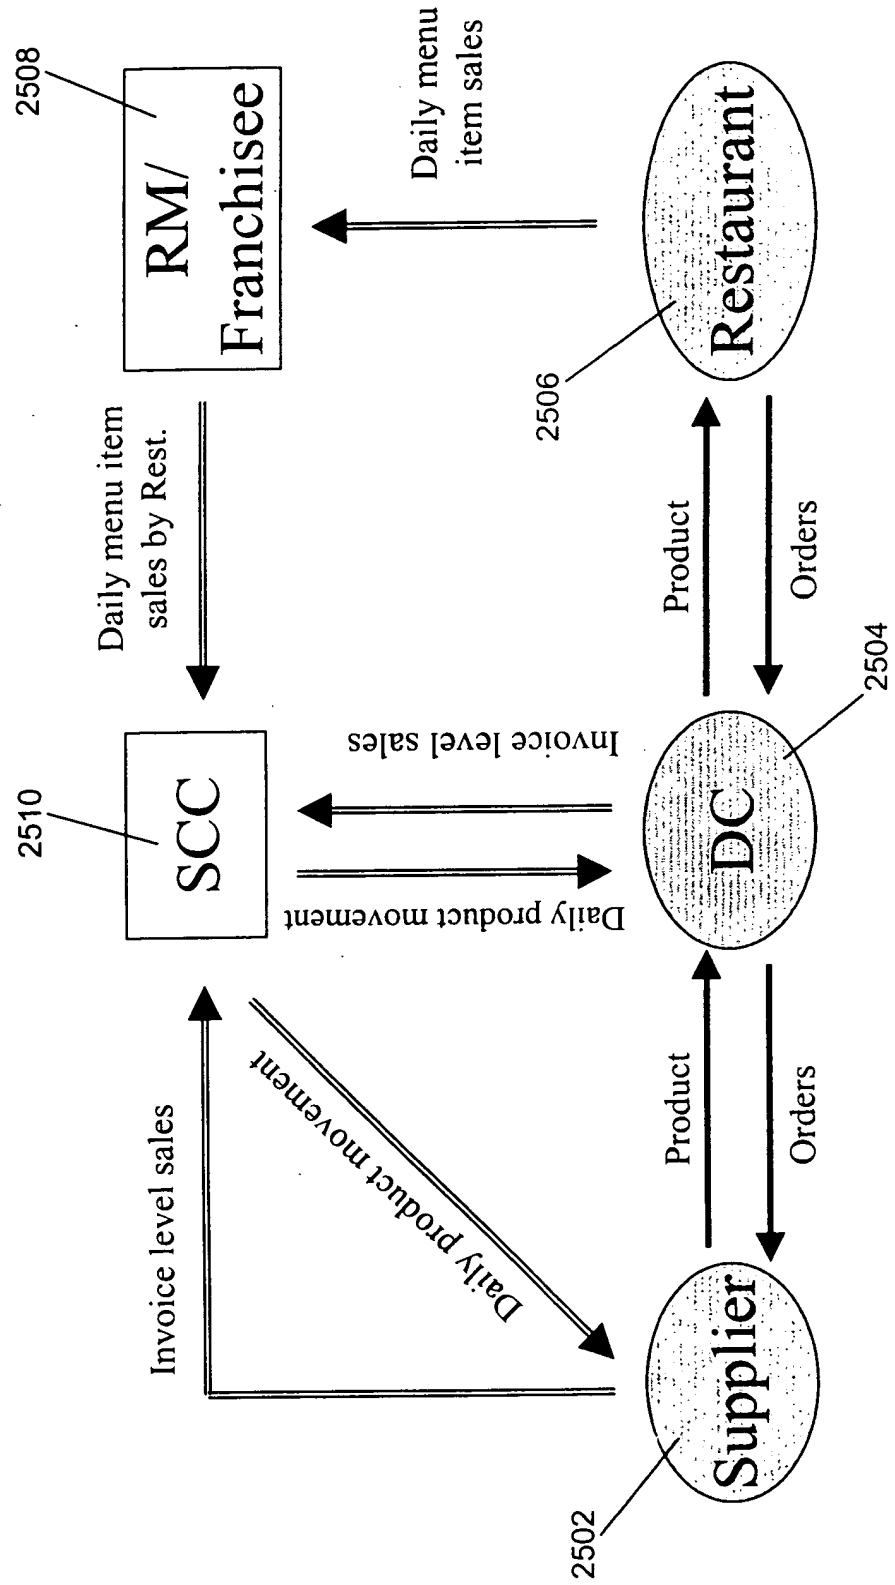 2510
SCC
Daily menu item
sales by Rest.
2508
RM/
Franchisee
Invoice level sales
Daily product movement
Daily product movement
Invoice level sales
Daily menu
item sales
2502
Supplier
Product
Orders
DC
2504
Product
Orders
2506
Restaurant